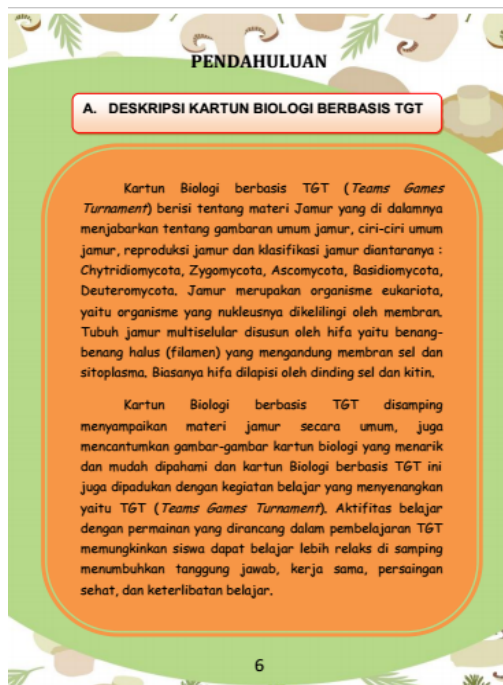 PENDAHULUAN
A. DESKRIPSI KARTUN BIOLOGI BERBASIS TGT
Kartun Biologi berbasis TGT (Teams Games
Turnament) berisi tentang materi Jamur yang di dalamnya
menjabarkan tentang gambaran umum jamur, ciri-ciri umum
jamur, reproduksi jamur dan klasifikasi jamur diantaranya :
Chytridiomycota, Zygomycota, Ascomycota, Basidiomycota,
Deuteromycota. Jamur merupakan organisme eukariota,
yaitu organisme yang nukleusnya dikelilingi oleh membran.
Tubuh jamur multiselular disusun oleh hifa yaitu benang-
benang halus (filamen) yang mengandung membran sel dan
sitoplasma. Biasanya hifa dilapisi oleh dinding sel dan kitin.
Kartun Biologi berbasis TGT disamping
menyampaikan materi jamur secara umum, juga
mencantumkan gambar-gambar kartun biologi yang menarik
dan mudah dipahami dan kartun Biologi berbasis TGT ini
juga dipadukan dengan kegiatan belajar yang menyenangkan
yaitu TGT (Teams Games Turnament). Aktifitas belajar
dengan permainan yang dirancang dalam pembelajaran TGT
memungkinkan siswa dapat belajar lebih relaks di samping
menumbuhkan tanggung jawab, kerja sama, persaingan
sehat, dan keterlibatan belajar.
6